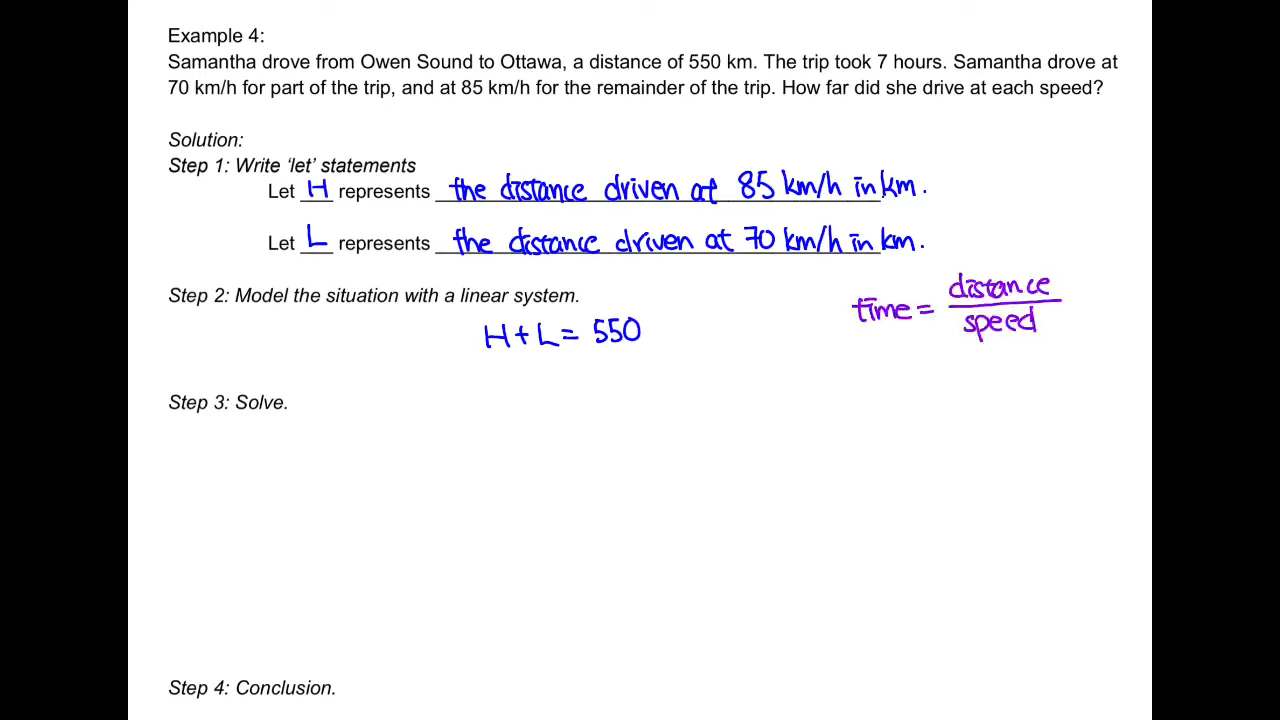 Example 4:
Samantha drove from Owen Sound to Ottawa, a distance of 550 km. The trip took 7 hours. Samantha drove at
70 km/h for part of the trip, and at 85 km/h for the remainder of the trip. How far did she drive at each speed?
Solution:
Step 1: Write ‘let’ statements
Let H represents the distance driven at 85 km/h in km.
Let L represents the distance driven at 70 km/h in km.
Step 2: Model the situation with a linear system.
time = distance / speed
H + L = 550
Step 3: Solve.
Step 4: Conclusion.